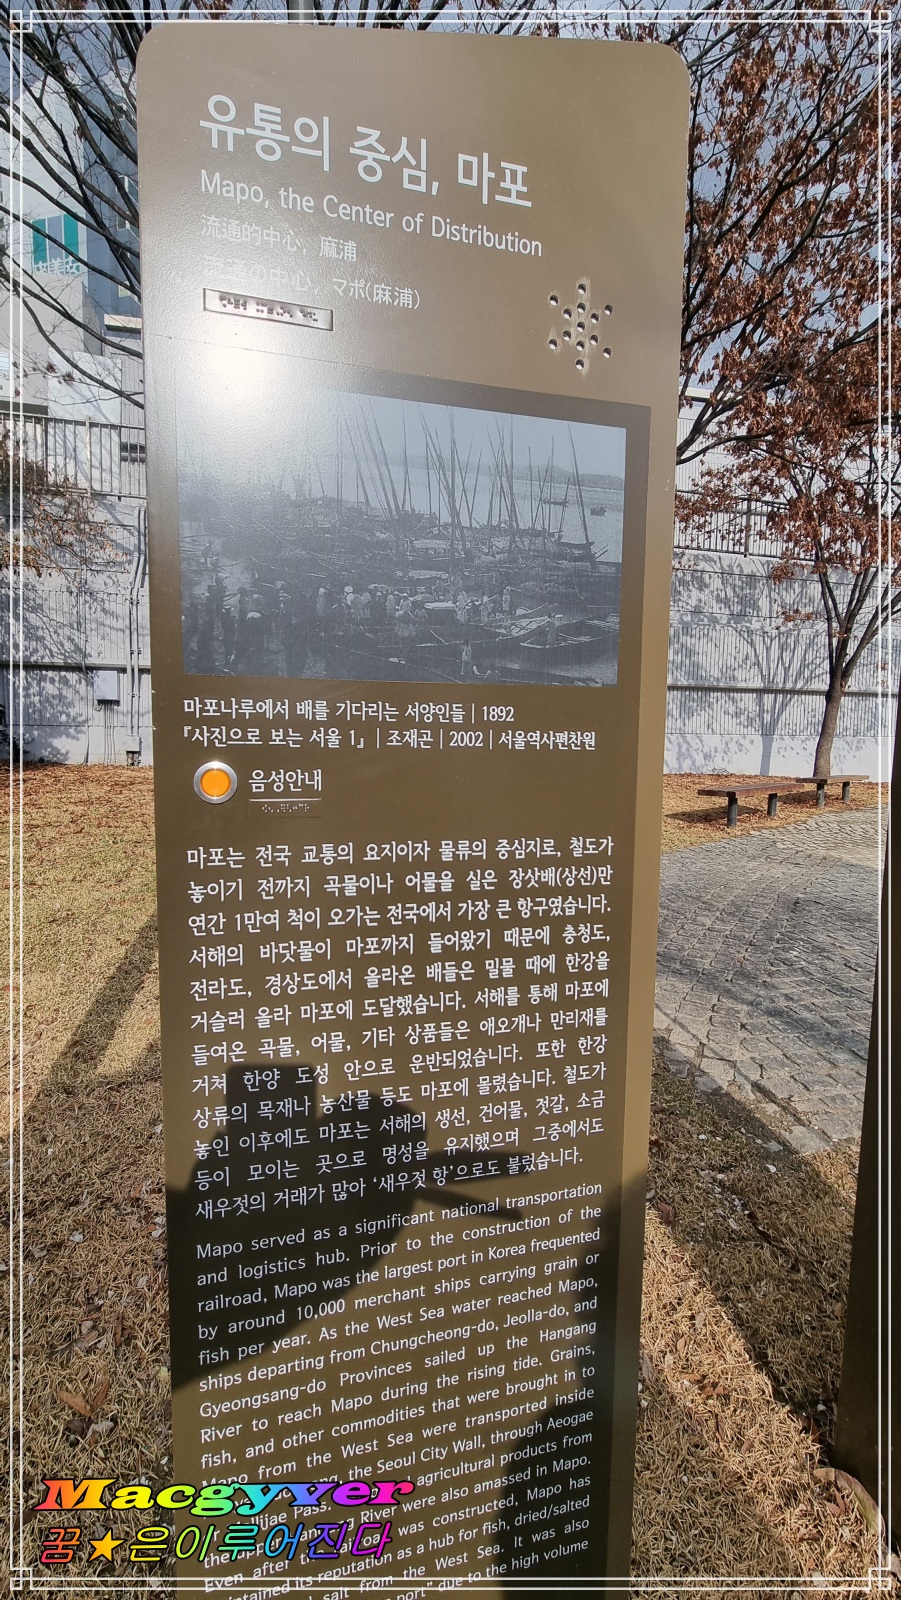 유통의 중심, 마포
Mapo, the Center of Distribution
流通的中心, 麻浦
流通の中心, マポ(麻浦)
마포나루에서 배를 기다리는 서양인들 | 1892
『사진으로 보는 서울 1』 | 조재곤 | 2002 | 서울역사편찬원
음성안내
마포는 전국 교통의 요지이자 물류의 중심지로, 철도가
놓이기 전까지 곡물이나 어물을 실은 장삿배(상선)만
연간 1만여 척이 오가는 전국에서 가장 큰 항구였습니다.
서해의 바닷물이 마포까지 들어왔기 때문에 충청도,
전라도, 경상도에서 올라온 배들은 밀물 때에 한강을
거슬러 올라 마포에 도달했습니다. 서해를 통해 마포에
들여온 곡물, 어물, 기타 상품들은 애오개나 만리재를
거쳐 한양 도성 안으로 운반되었습니다. 또한 한강
상류의 목재나 농산물 등도 마포에 몰렸습니다. 철도가
놓인 이후에도 마포는 서해의 생선, 건어물, 젓갈, 소금
등이 모이는 곳으로 명성을 유지했으며 그중에서도
새우젓의 거래가 많아 ‘새우젓 항’으로도 불렸습니다.
Mapo served as a significant national transportation
and logistics hub. Prior to the construction of the
railroad, Mapo was the largest port in Korea frequented
by around 10,000 merchant ships carrying grain or
fish per year. As the West Sea water reached Mapo,
ships departing from Chungcheong-do, Jeolla-do, and
Gyeongsang-do Provinces sailed up the Hangang
River to reach Mapo during the rising tide. Grains,
fish, and other commodities that were brought in to
Mapo from the West Sea were transported inside
the Seoul City Wall, through Aeogae
Pass. agricultural products from
the River were also amassed in Mapo.
Even after was constructed, Mapo has
its reputation as a hub for fish, dried/salted
salt from the West Sea. It was also
port” due to the high volume
Macgyver
꿈★은이루어진다